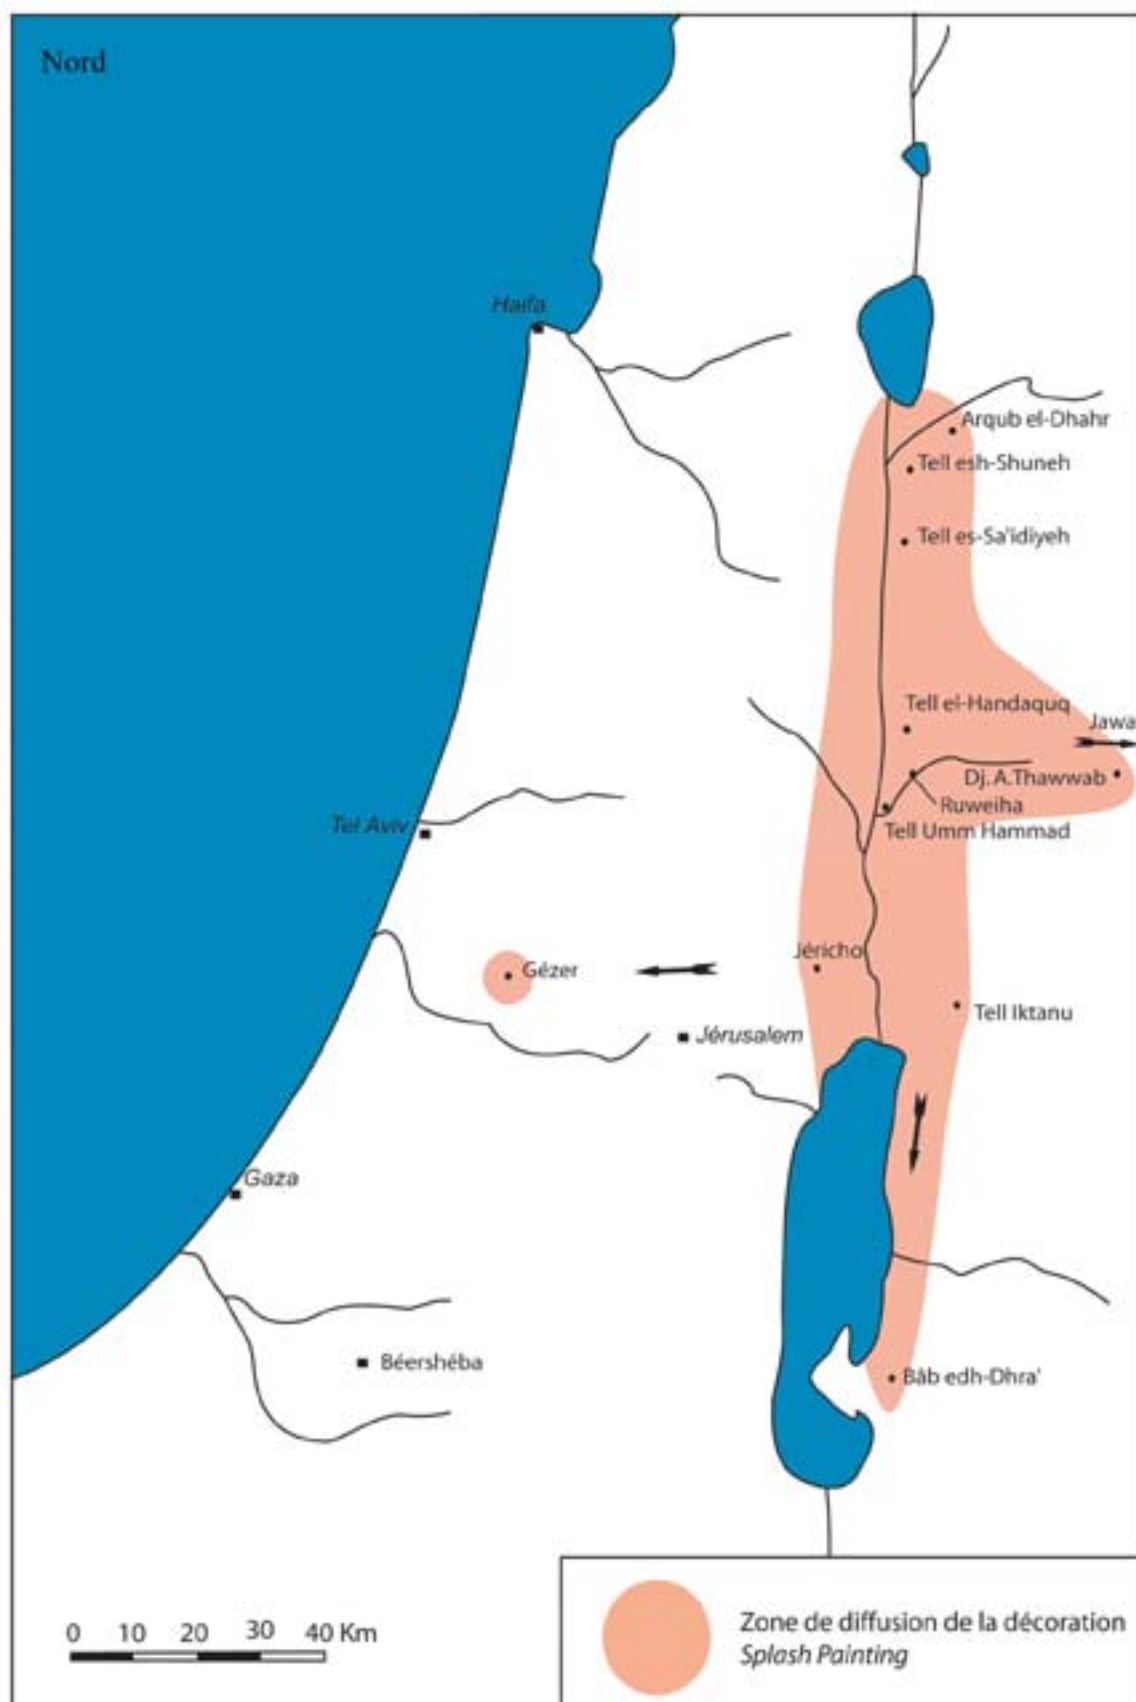 Nord
Haifa
Arqub el-Dhahr
Tell esh-Shuneh
Tell es-Sa'idiyeh
Tell el-Handaquq
Jawa
Dj. A.Thawwab
Ruweiha
Tel Aviv
Tell Umm Hammad
Jéricho
Gézer
Tell Iktanu
Jérusalem
Gaza
Béershéba
Bâb edh-Dhra'
0 10 20 30 40 Km
Zone de diffusion de la décoration
Splash Painting